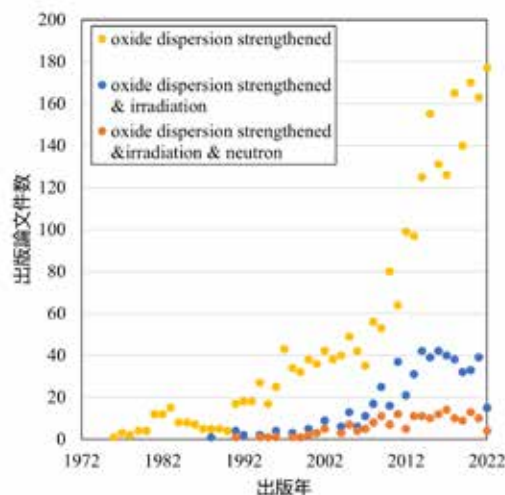 200
180
160
140
120
100
80
60
40
20
0
oxide dispersion strengthened
oxide dispersion strengthened
& irradiation
oxide dispersion strengthened
&irradiation & neutron
出版論文件数
1972
1982
1992
2002
2012
2022
出版年